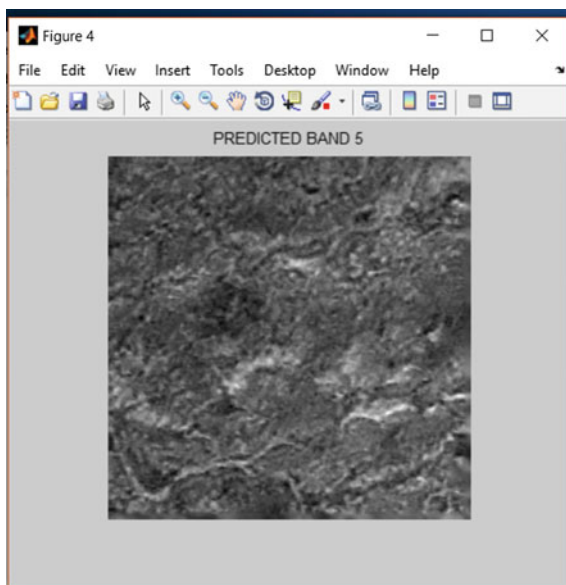 Figure 4
File Edit View Insert Tools Desktop Window Help
PREDICTED BAND 5